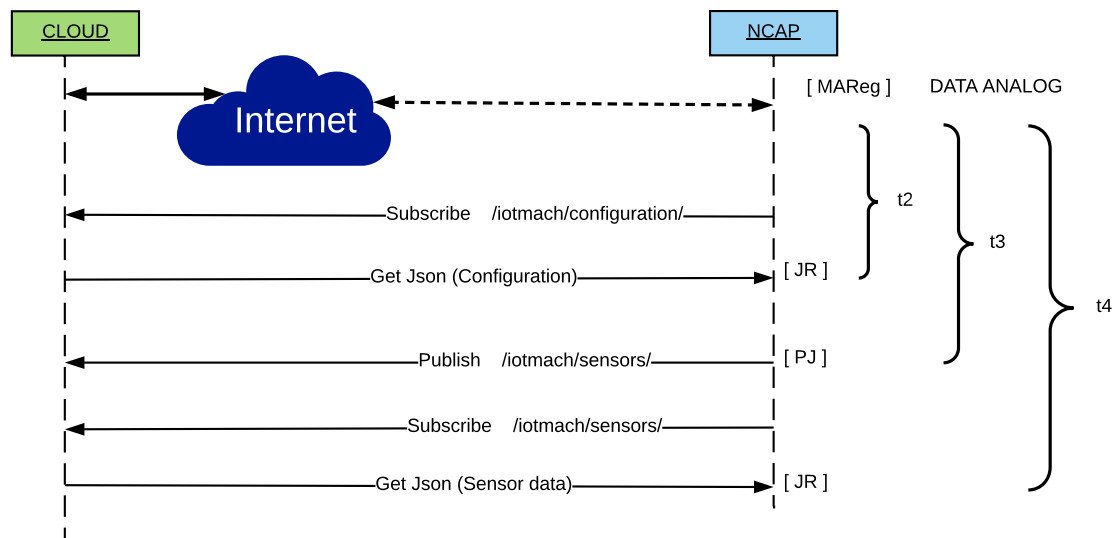 CLOUD
NCAP
[ MAReg ]
DATA ANALOG
Internet
t2
Subscribe /iotmach/configuration/
t3
Get Json (Configuration)
[ JR ]
t4
Publish /iotmach/sensors/
[ PJ ]
Subscribe /iotmach/sensors/
Get Json (Sensor data)
[ JR ]